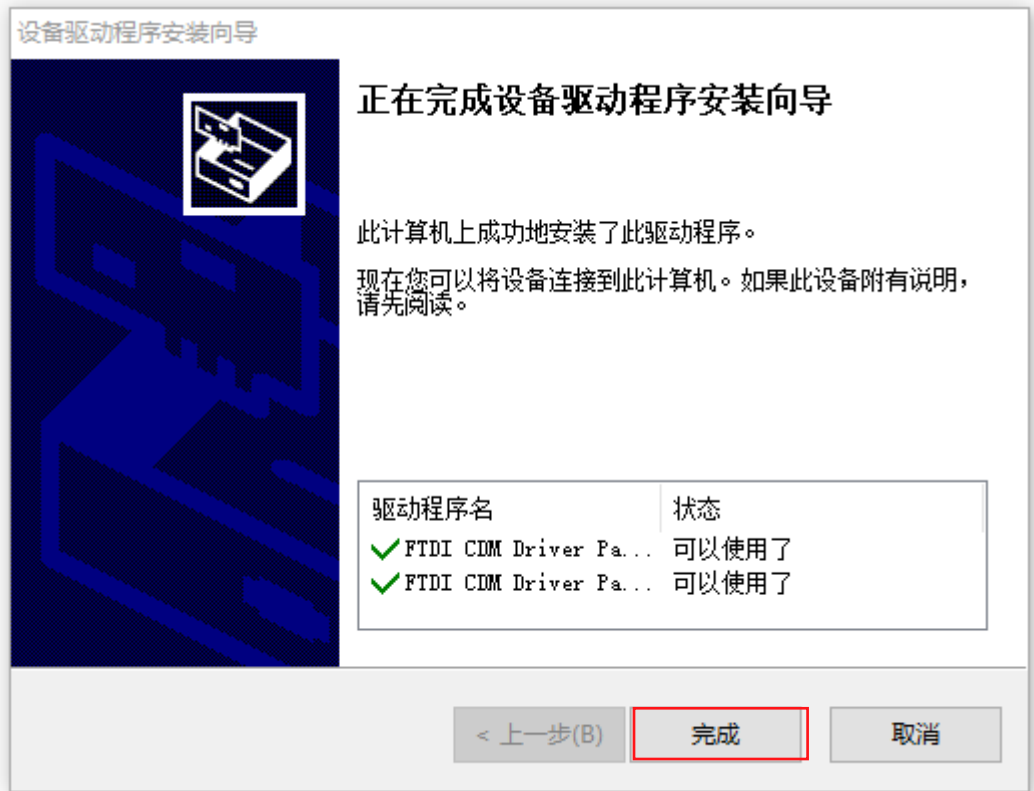 设备驱动程序安装向导
正在完成设备驱动程序安装向导
此计算机上成功地安装了此驱动程序。
现在您可以将设备连接到此计算机。如果此设备附有说明，
请先阅读。
驱动程序名 状态
FTDI CDM Driver Pa... 可以使用了
FTDI CDM Driver Pa... 可以使用了
< 上一步(B) 完成 取消